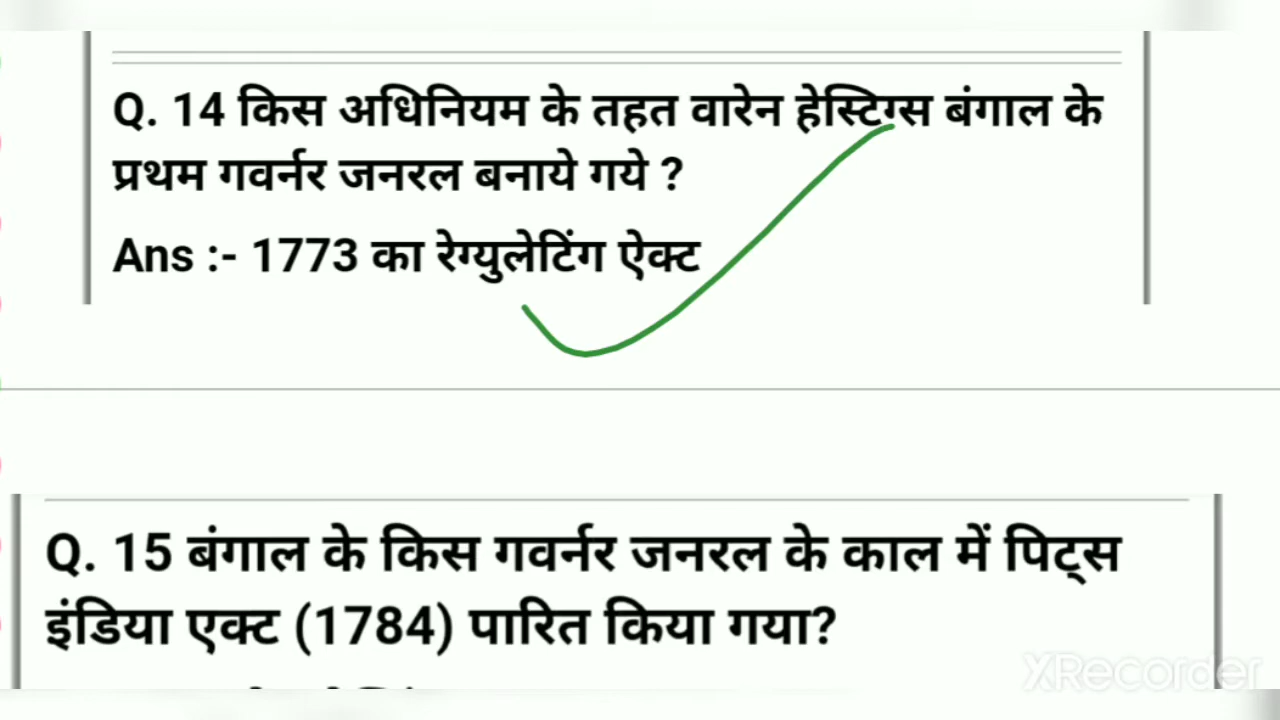 Q. 14 किस अधिनियम के तहत वारेन हेस्टिंग्स बंगाल के
प्रथम गवर्नर जनरल बनाये गये ?
Ans :- 1773 का रेग्युलेटिंग ऐक्ट
Q. 15 बंगाल के किस गवर्नर जनरल के काल में पिट्स
इंडिया एक्ट (1784) पारित किया गया?
XRecorder